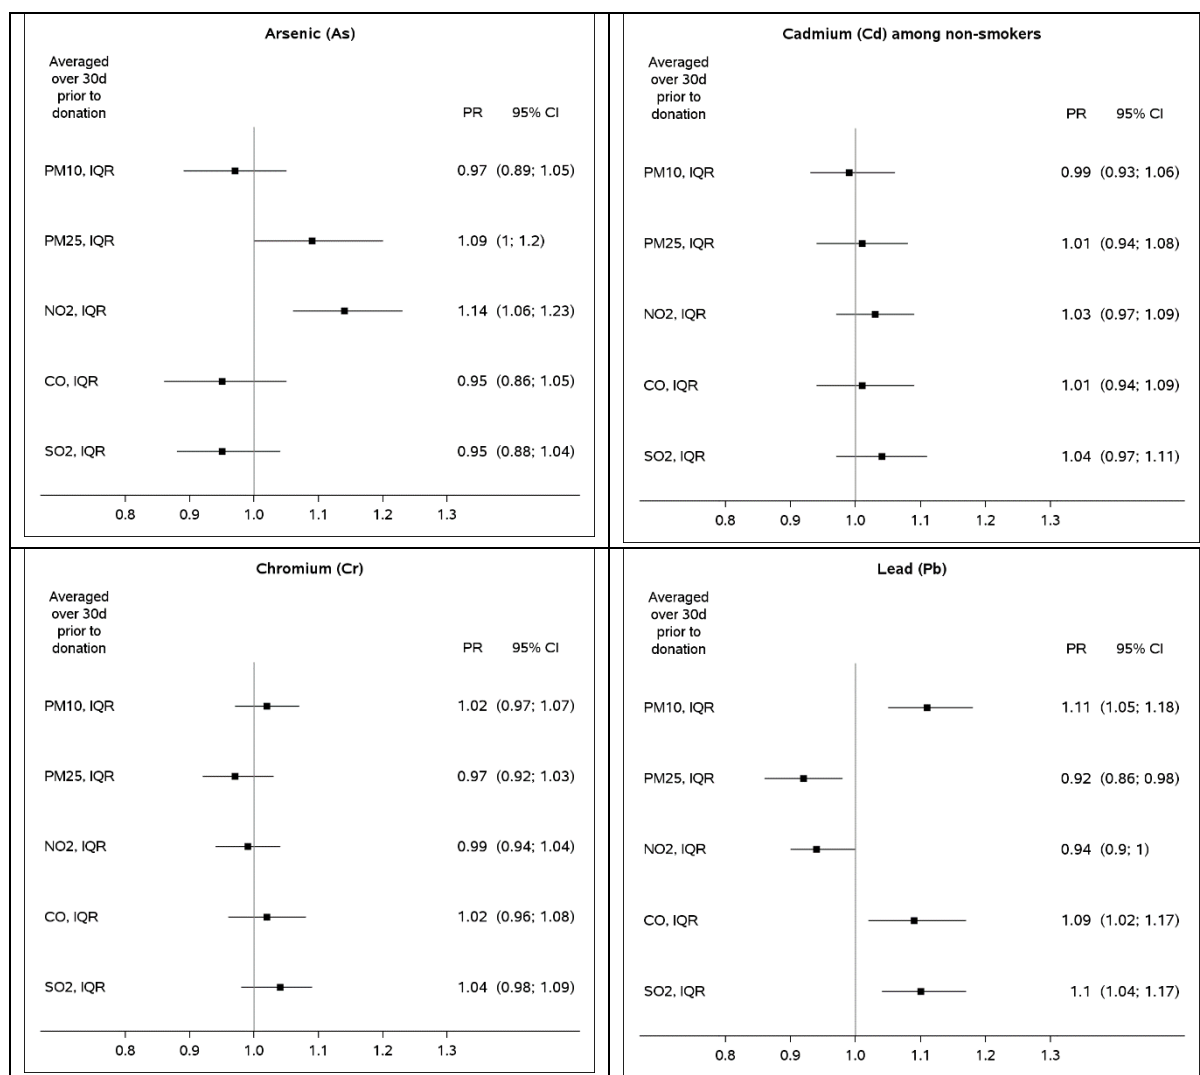 Arsenic (As)
Averaged
over 30d
prior to
donation
PR 95% CI
PM10, IQR 0.97 (0.89; 1.05)
PM25, IQR 1.09 (1; 1.2)
NO2, IQR 1.14 (1.06; 1.23)
CO, IQR 0.95 (0.86; 1.05)
SO2, IQR 0.95 (0.88; 1.04)
0.8 0.9 1.0 1.1 1.2 1.3
Cadmium (Cd) among non-smokers
Averaged
over 30d
prior to
donation
PR 95% CI
PM10, IQR 0.99 (0.93; 1.06)
PM25, IQR 1.01 (0.94; 1.08)
NO2, IQR 1.03 (0.97; 1.09)
CO, IQR 1.01 (0.94; 1.09)
SO2, IQR 1.04 (0.97; 1.11)
0.8 0.9 1.0 1.1 1.2 1.3
Chromium (Cr)
Averaged
over 30d
prior to
donation
PR 95% CI
PM10, IQR 1.02 (0.97; 1.07)
PM25, IQR 0.97 (0.92; 1.03)
NO2, IQR 0.99 (0.94; 1.04)
CO, IQR 1.02 (0.96; 1.08)
SO2, IQR 1.04 (0.98; 1.09)
0.8 0.9 1.0 1.1 1.2 1.3
Lead (Pb)
Averaged
over 30d
prior to
donation
PR 95% CI
PM10, IQR 1.11 (1.05; 1.18)
PM25, IQR 0.92 (0.86; 0.98)
NO2, IQR 0.94 (0.9; 1)
CO, IQR 1.09 (1.02; 1.17)
SO2, IQR 1.1 (1.04; 1.17)
0.8 0.9 1.0 1.1 1.2 1.3